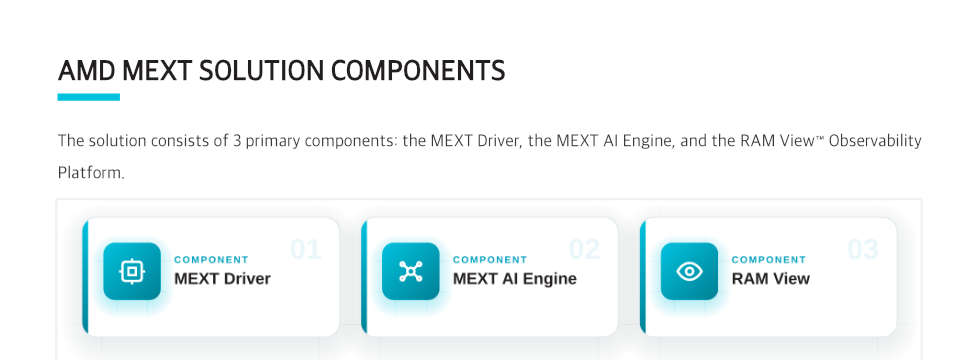 AMD MEXT SOLUTION COMPONENTS
The solution consists of 3 primary components: the MEXT Driver, the MEXT AI Engine, and the RAM View™ Observability
Platform.
01
COMPONENT
MEXT Driver
02
COMPONENT
MEXT AI Engine
03
COMPONENT
RAM View